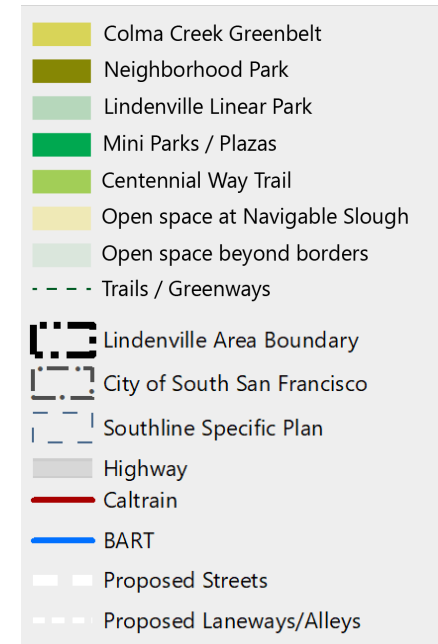 Colma Creek Greenbelt
Neighborhood Park
Lindenville Linear Park
Mini Parks / Plazas
Centennial Way Trail
Open space at Navigable Slough
Open space beyond borders
Trails / Greenways
Lindenville Area Boundary
City of South San Francisco
Southline Specific Plan
Highway
Caltrain
BART
Proposed Streets
Proposed Laneways/Alleys